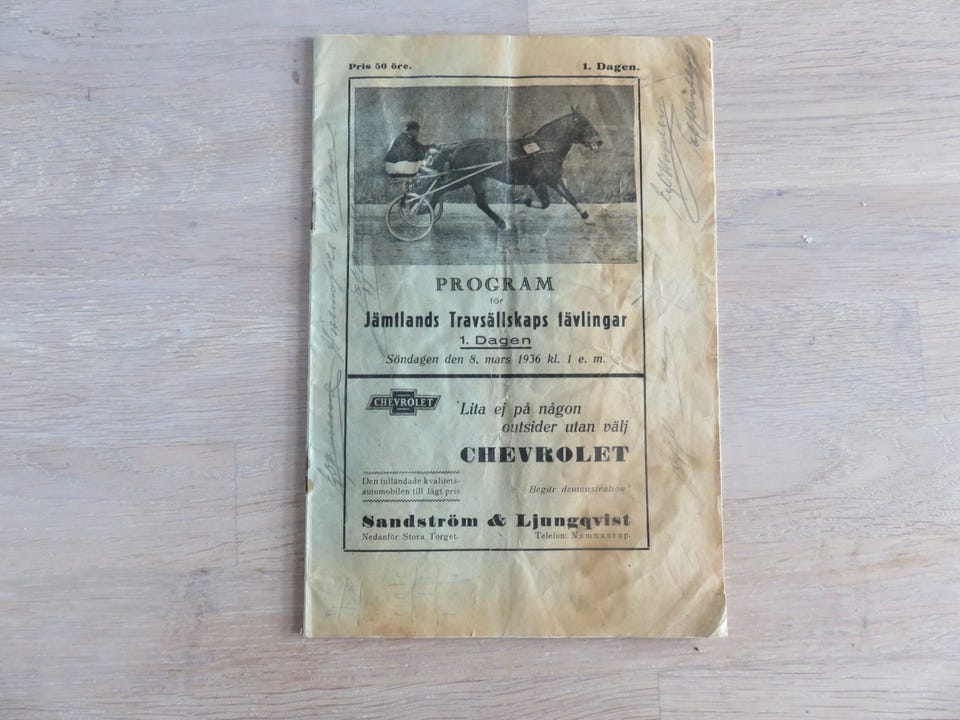 Pris 50 öre.
1. Dagen.
PROGRAM
för
Jämtlands Travsällskaps tävlingar
1. Dagen
Söndagen den 8. mars 1936 kl. 1 e. m.
CHEVROLET
Lita ej på någon
outsider utan välj
CHEVROLET
Den fulländade kvalitets-
automobilen till lågt pris
Begär demonstration!
Sandström & Ljungqvist
Nedanför Stora Torget.
Telefon: Namnanrop.